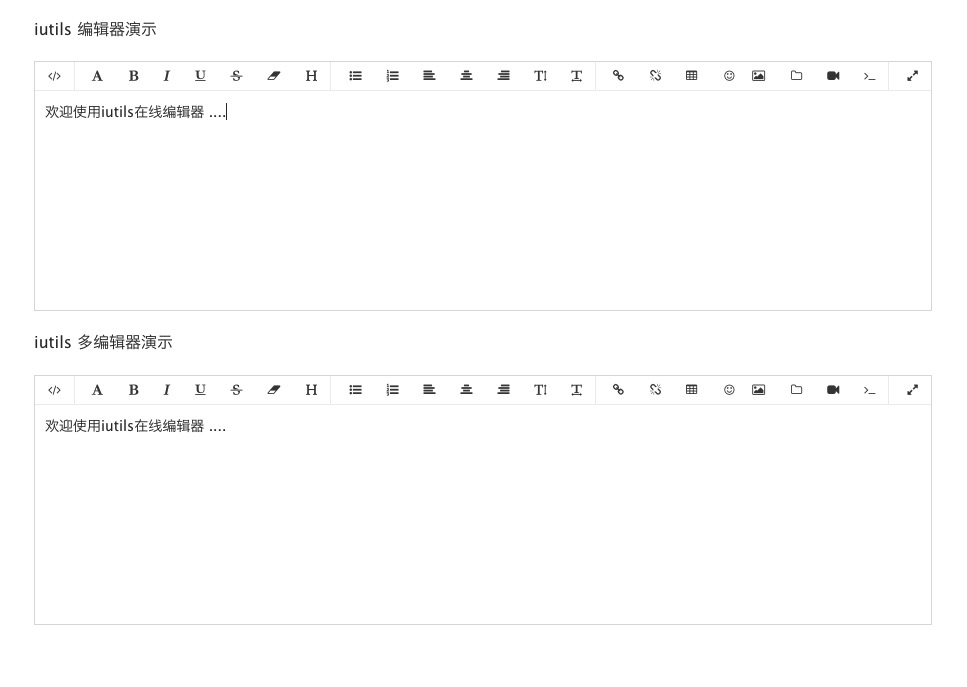 iutils 编辑器演示
A B I U S H T T
欢迎使用iutils在线编辑器 ....
iutils 多编辑器演示
A B I U S H T T
欢迎使用iutils在线编辑器 ....